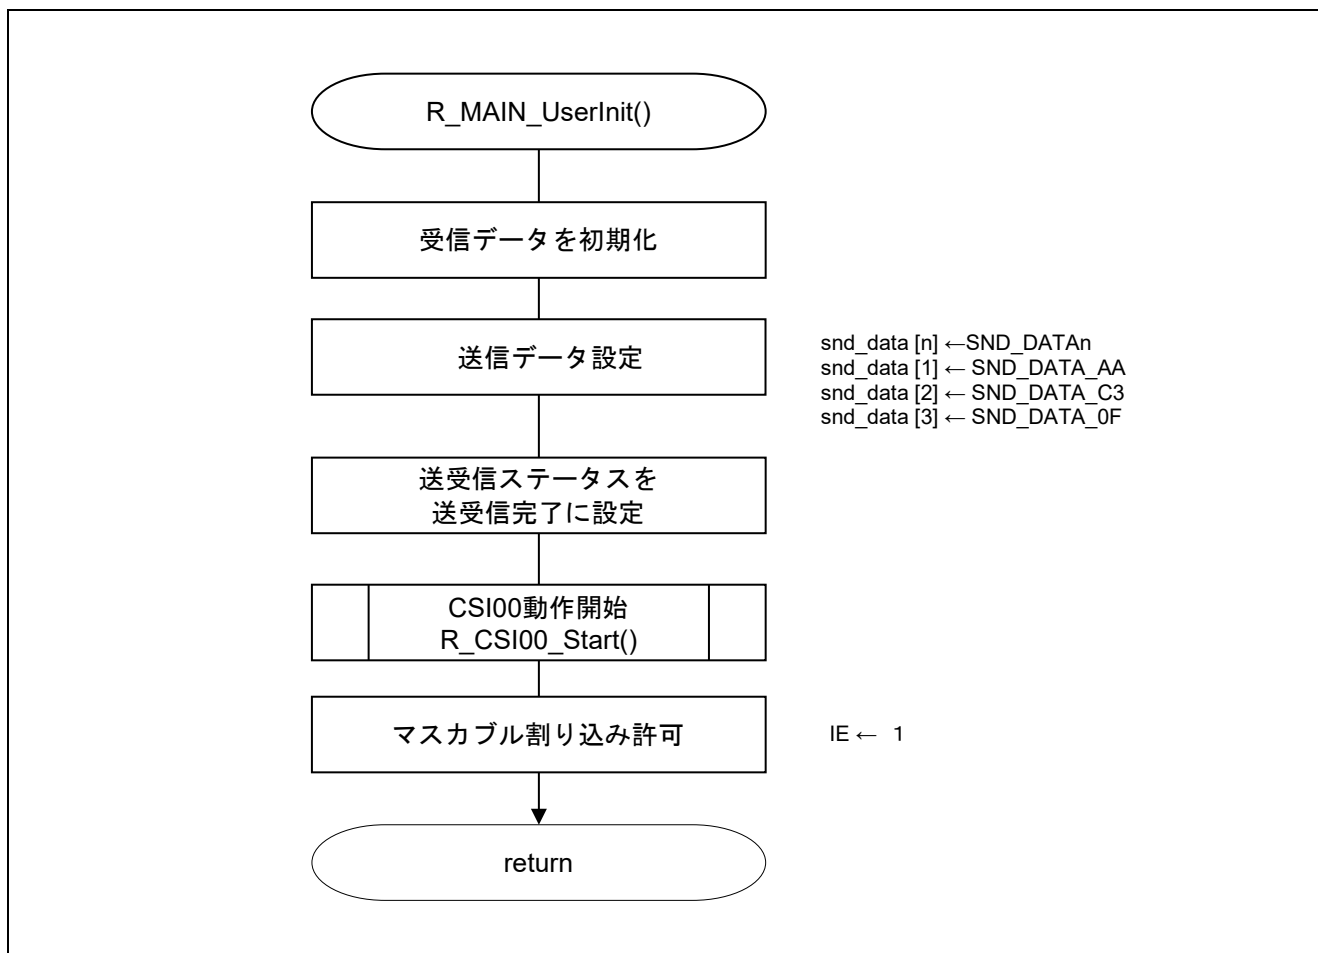 R_MAIN_UserInit()
受信データを初期化
送信データ設定
snd_data [n] ←SND_DATAn
snd_data [1] ← SND_DATA_AA
snd_data [2] ← SND_DATA_C3
snd_data [3] ← SND_DATA_0F
送受信ステータスを
送受信完了に設定
CSI00動作開始
R_CSI00_Start()
マスカブル割り込み許可
IE ← 1
return